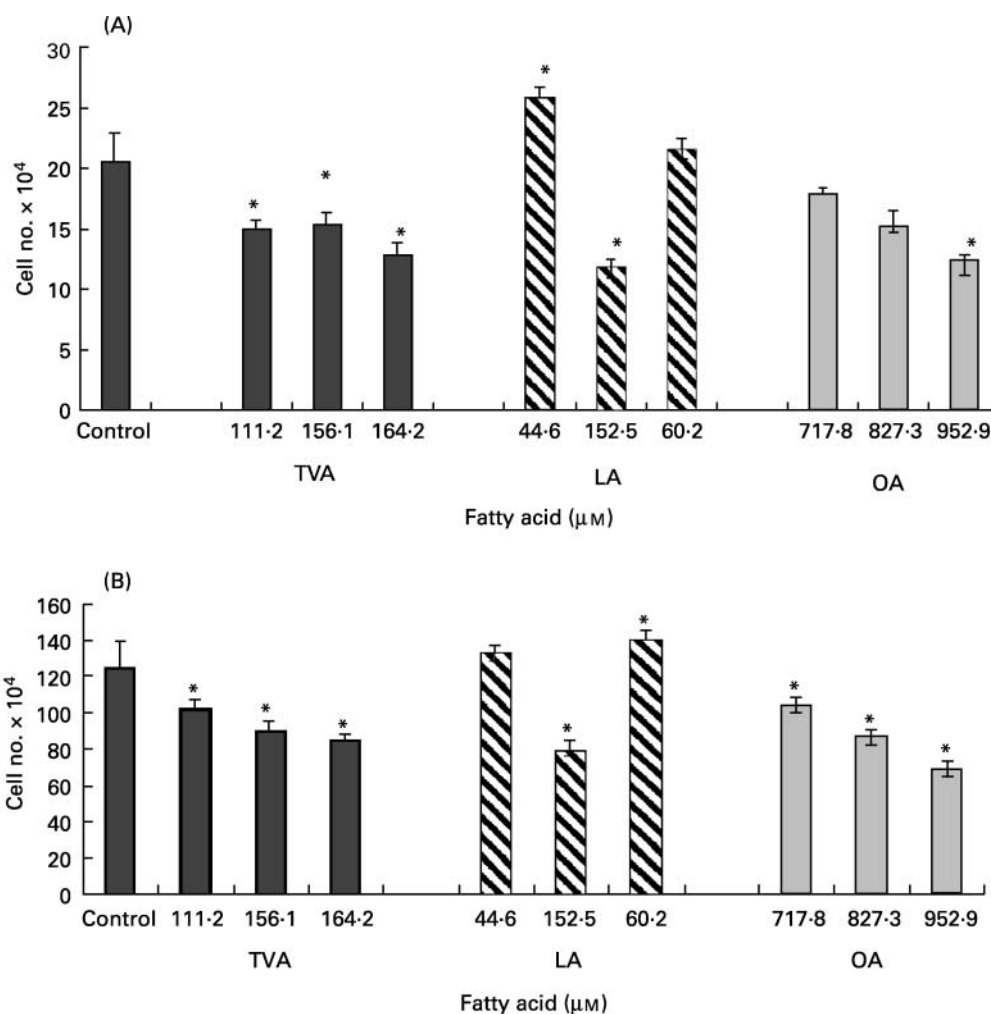 (A)
Cell no. × 10⁴
30
25
20
15
10
5
0
* * * * * *
Control 111·2 156·1 164·2 44·6 152·5 60·2 717·8 827·3 952·9
TVA LA OA
Fatty acid (μM)
(B)
Cell no. × 10⁴
160
140
120
100
80
60
40
20
0
* * * * * * * *
Control 111·2 156·1 164·2 44·6 152·5 60·2 717·8 827·3 952·9
TVA LA OA
Fatty acid (μM)